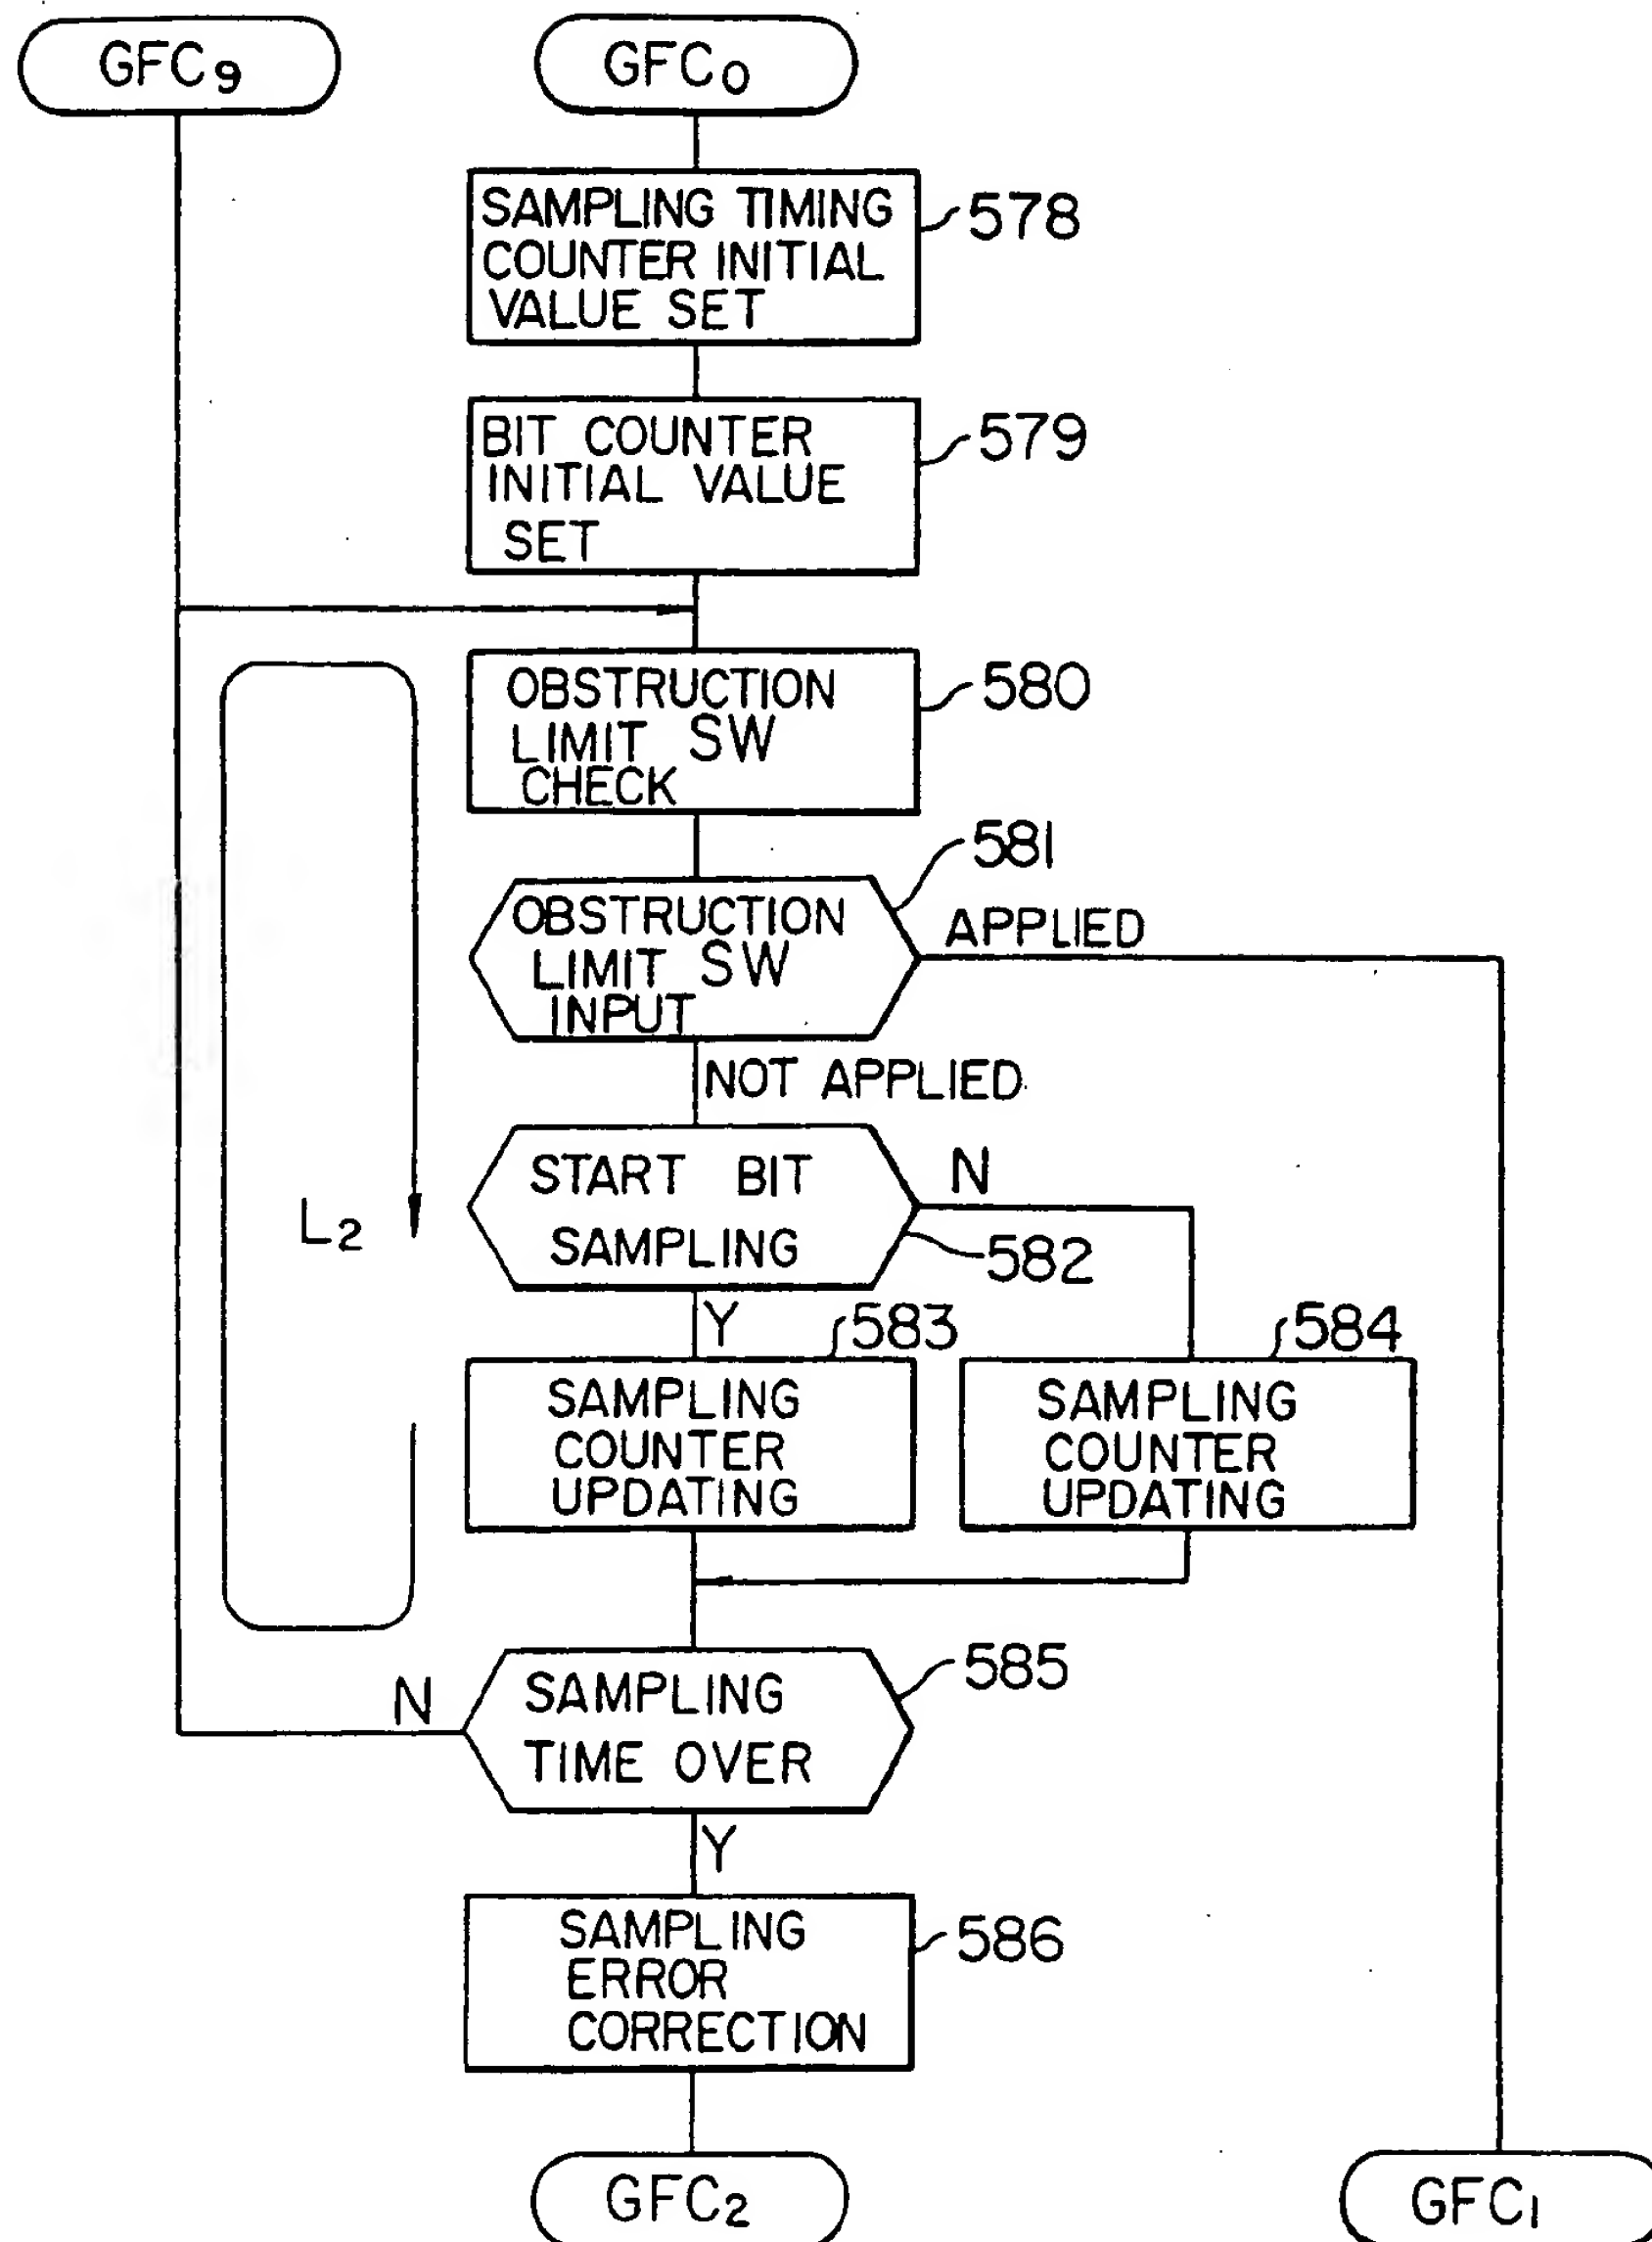 GFC9
GFC0
SAMPLING TIMING
COUNTER INITIAL
VALUE SET
578
BIT COUNTER
INITIAL VALUE
SET
579
OBSTRUCTION
LIMIT SW
CHECK
580
581
OBSTRUCTION
LIMIT SW
INPUT
APPLIED
NOT APPLIED
START BIT
SAMPLING
N
582
L2
Y
583
584
SAMPLING
COUNTER
UPDATING
SAMPLING
COUNTER
UPDATING
585
N
SAMPLING
TIME OVER
Y
SAMPLING
ERROR
CORRECTION
586
GFC2
GFC1